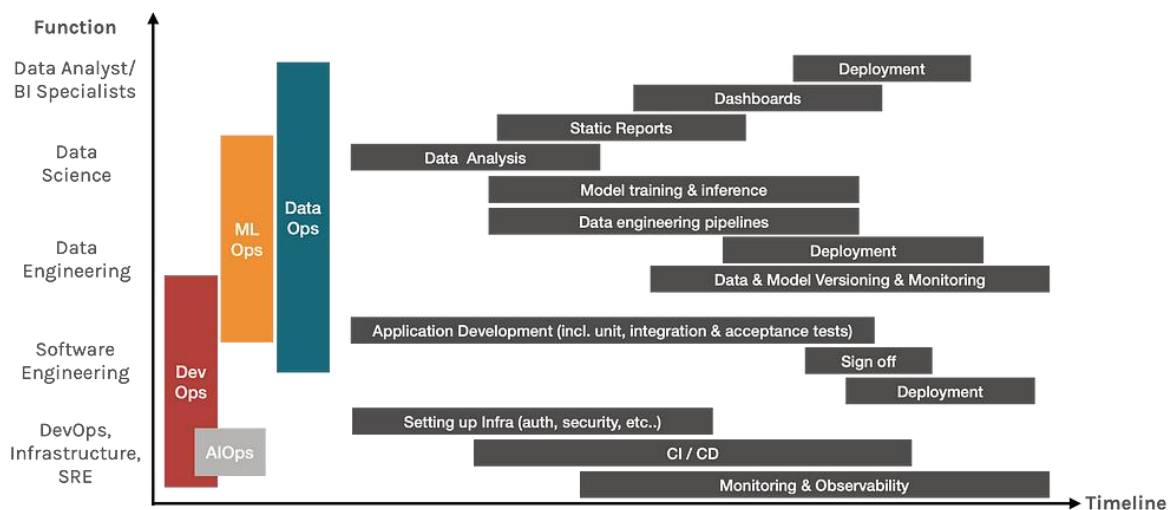 Function
Data Analyst/
BI Specialists
Data
Science
Data
Engineering
Software
Engineering
DevOps,
Infrastructure,
SRE
Dev
Ops
AIOps
ML
Ops
Data
Ops
Deployment
Dashboards
Static Reports
Data Analysis
Model training & inference
Data engineering pipelines
Deployment
Data & Model Versioning & Monitoring
Application Development (incl. unit, integration & acceptance tests)
Sign off
Deployment
Setting up Infra (auth, security, etc..)
CI / CD
Monitoring & Observability
Timeline